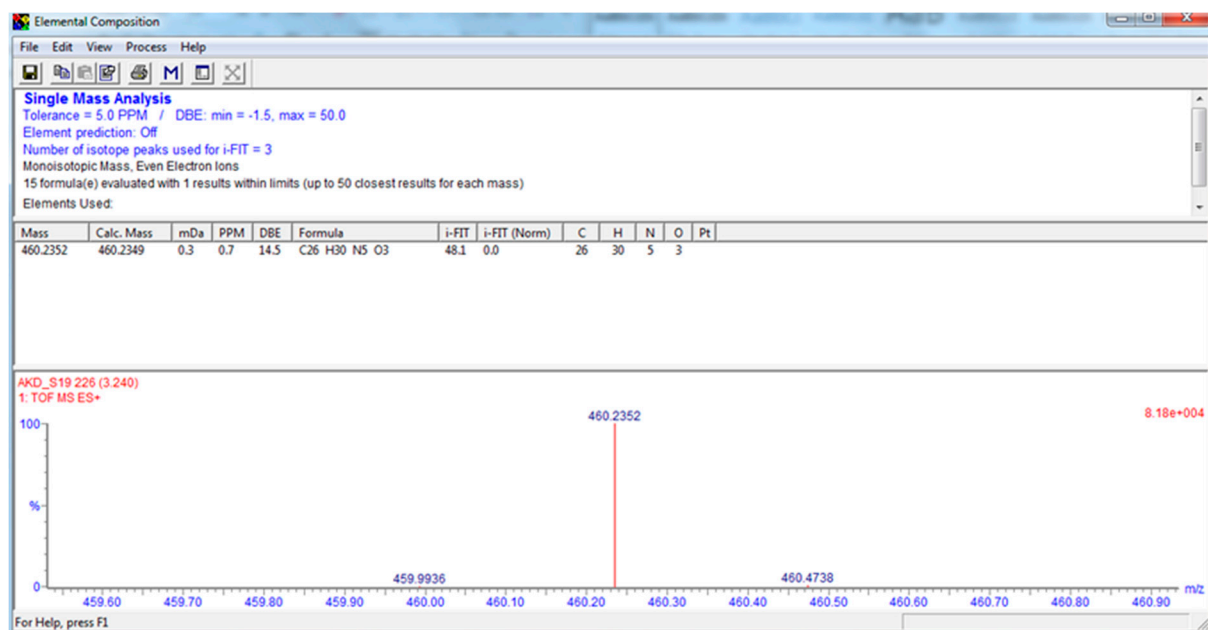 Elemental Composition
File Edit View Process Help
M
Single Mass Analysis
Tolerance = 5.0 PPM / DBE: min = -1.5, max = 50.0
Element prediction: Off
Number of isotope peaks used for i-FIT = 3
Monoisotopic Mass, Even Electron Ions
15 formula(e) evaluated with 1 results within limits (up to 50 closest results for each mass)
Elements Used:
Mass Calc. Mass mDa PPM DBE Formula i-FIT i-FIT (Norm) C H N O Pt
460.2352 460.2349 0.3 0.7 14.5 C26 H30 N5 O3 48.1 0.0 26 30 5 3
AKD_S19 226 (3.240)
1: TOF MS ES+
8.18e+004
100
%
0
460.2352
459.9936
460.4738
m/z
459.60 459.70 459.80 459.90 460.00 460.10 460.20 460.30 460.40 460.50 460.60 460.70 460.80 460.90
For Help, press F1